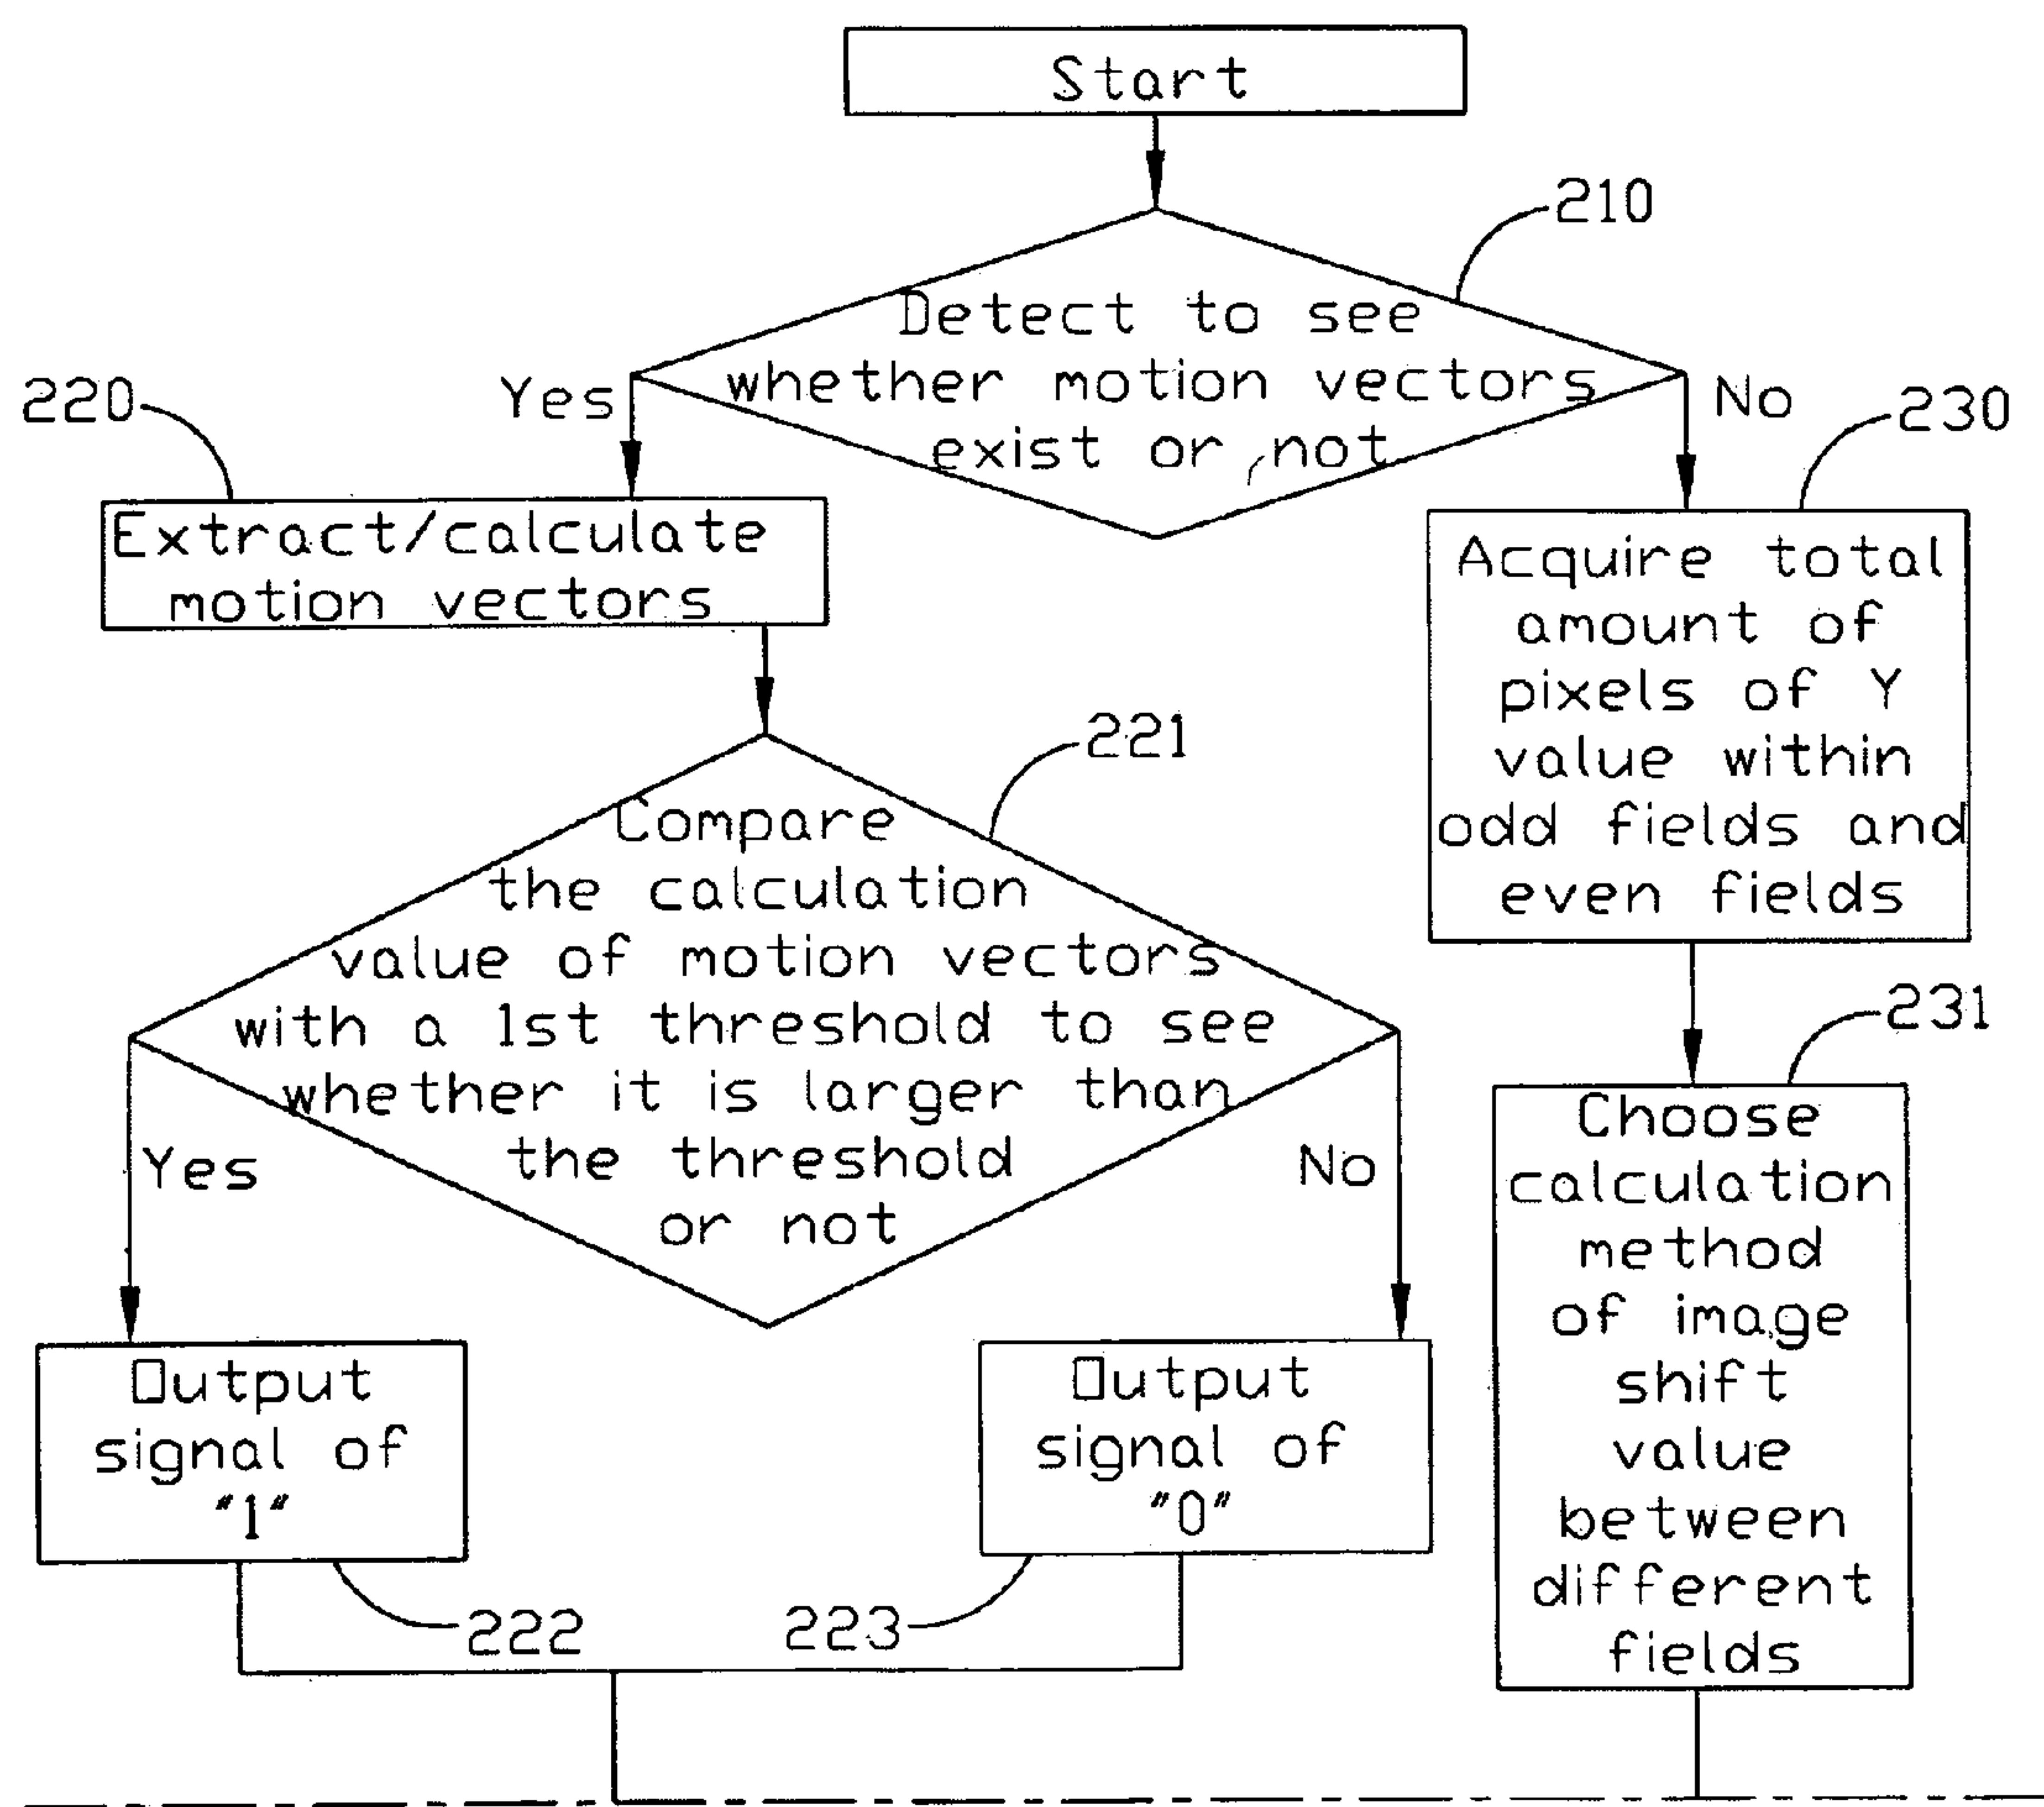 Start
210
Detect to see
whether motion vectors
exist or not
Yes
No
220
230
Extract/calculate
motion vectors
Acquire total
amount of
pixels of Y
value within
odd fields and
even fields
221
Compare
the calculation
value of motion vectors
with a 1st threshold to see
whether it is larger than
the threshold
or not
Yes
No
231
Choose
calculation
method
of image
shift
value
between
different
fields
Output
signal of
"1"
Output
signal of
"0"
222
223